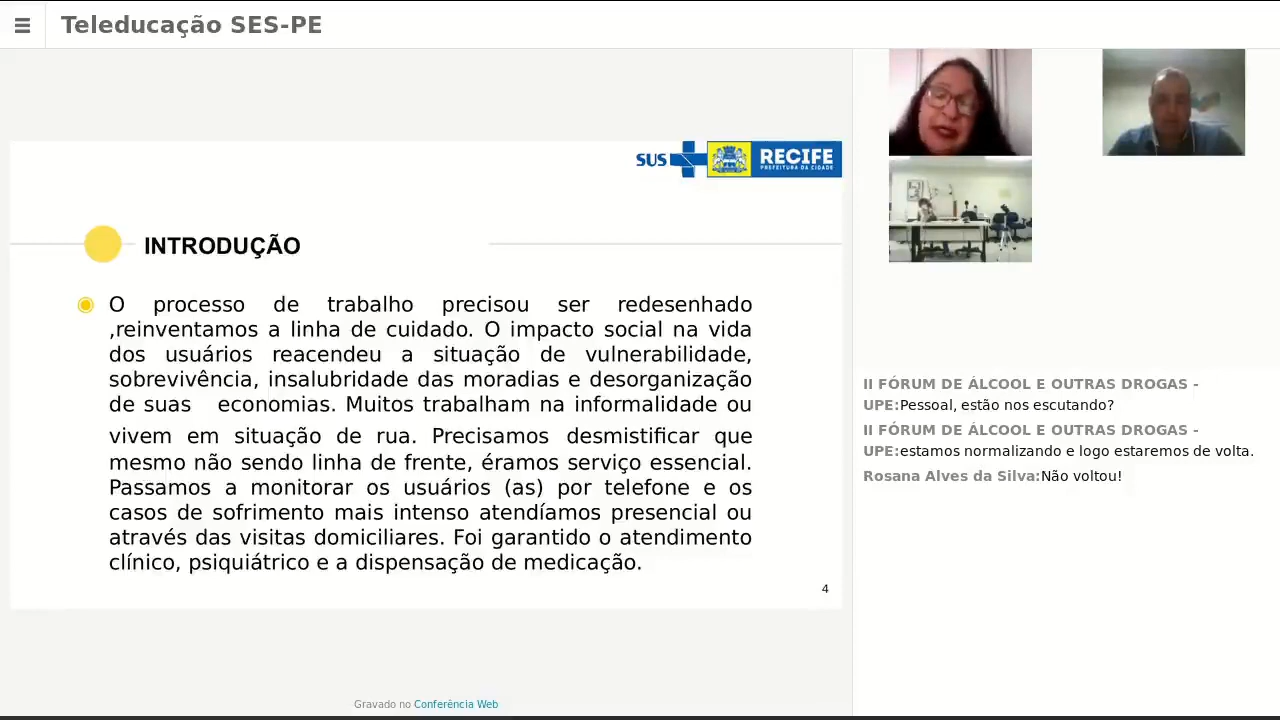 Teleducação SES-PE
SUS
RECIFE
PREFEITURA DA CIDADE
INTRODUÇÃO
O processo de trabalho precisou ser redesenhado
,reinventamos a linha de cuidado. O impacto social na vida
dos usuários reacendeu a situação de vulnerabilidade,
sobrevivência, insalubridade das moradias e desorganização
de suas economias. Muitos trabalham na informalidade ou
vivem em situação de rua. Precisamos desmistificar que
mesmo não sendo linha de frente, éramos serviço essencial.
Passamos a monitorar os usuários (as) por telefone e os
casos de sofrimento mais intenso atendíamos presencial ou
através das visitas domiciliares. Foi garantido o atendimento
clínico, psiquiátrico e a dispensação de medicação.
4
Gravado no Conferência Web
II FÓRUM DE ÁLCOOL E OUTRAS DROGAS -
UPE:Pessoal, estão nos escutando?
II FÓRUM DE ÁLCOOL E OUTRAS DROGAS -
UPE:estamos normalizando e logo estaremos de volta.
Rosana Alves da Silva:Não voltou!